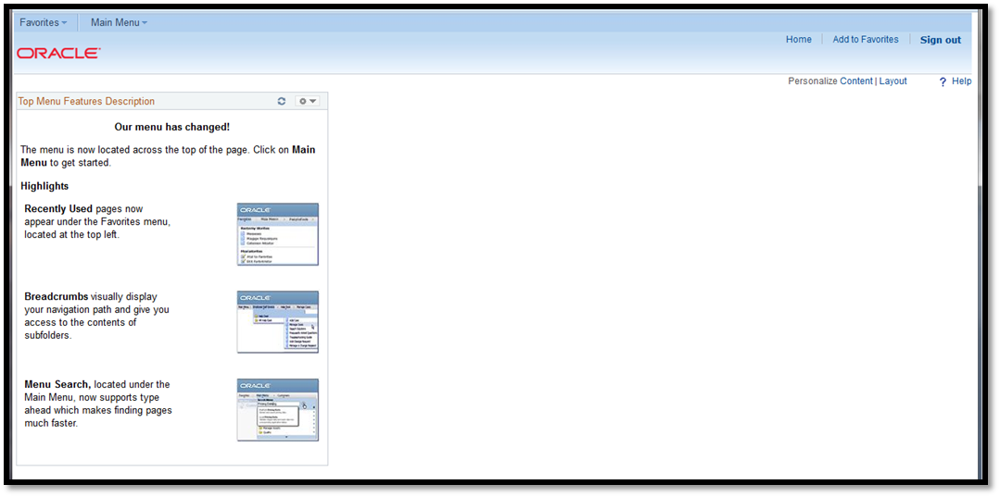 Favorites Main Menu
Home Add to Favorites Sign out
ORACLE
Personalize Content | Layout ? Help
Top Menu Features Description
Our menu has changed!
The menu is now located across the top of the page. Click on Main
Menu to get started.
Highlights
Recently Used pages now
appear under the Favorites menu,
located at the top left.
ORACLE
Breadcrumbs visually display
your navigation path and give you
access to the contents of
subfolders.
ORACLE
Menu Search, located under the
Main Menu, now supports type
ahead which makes finding pages
much faster.
ORACLE